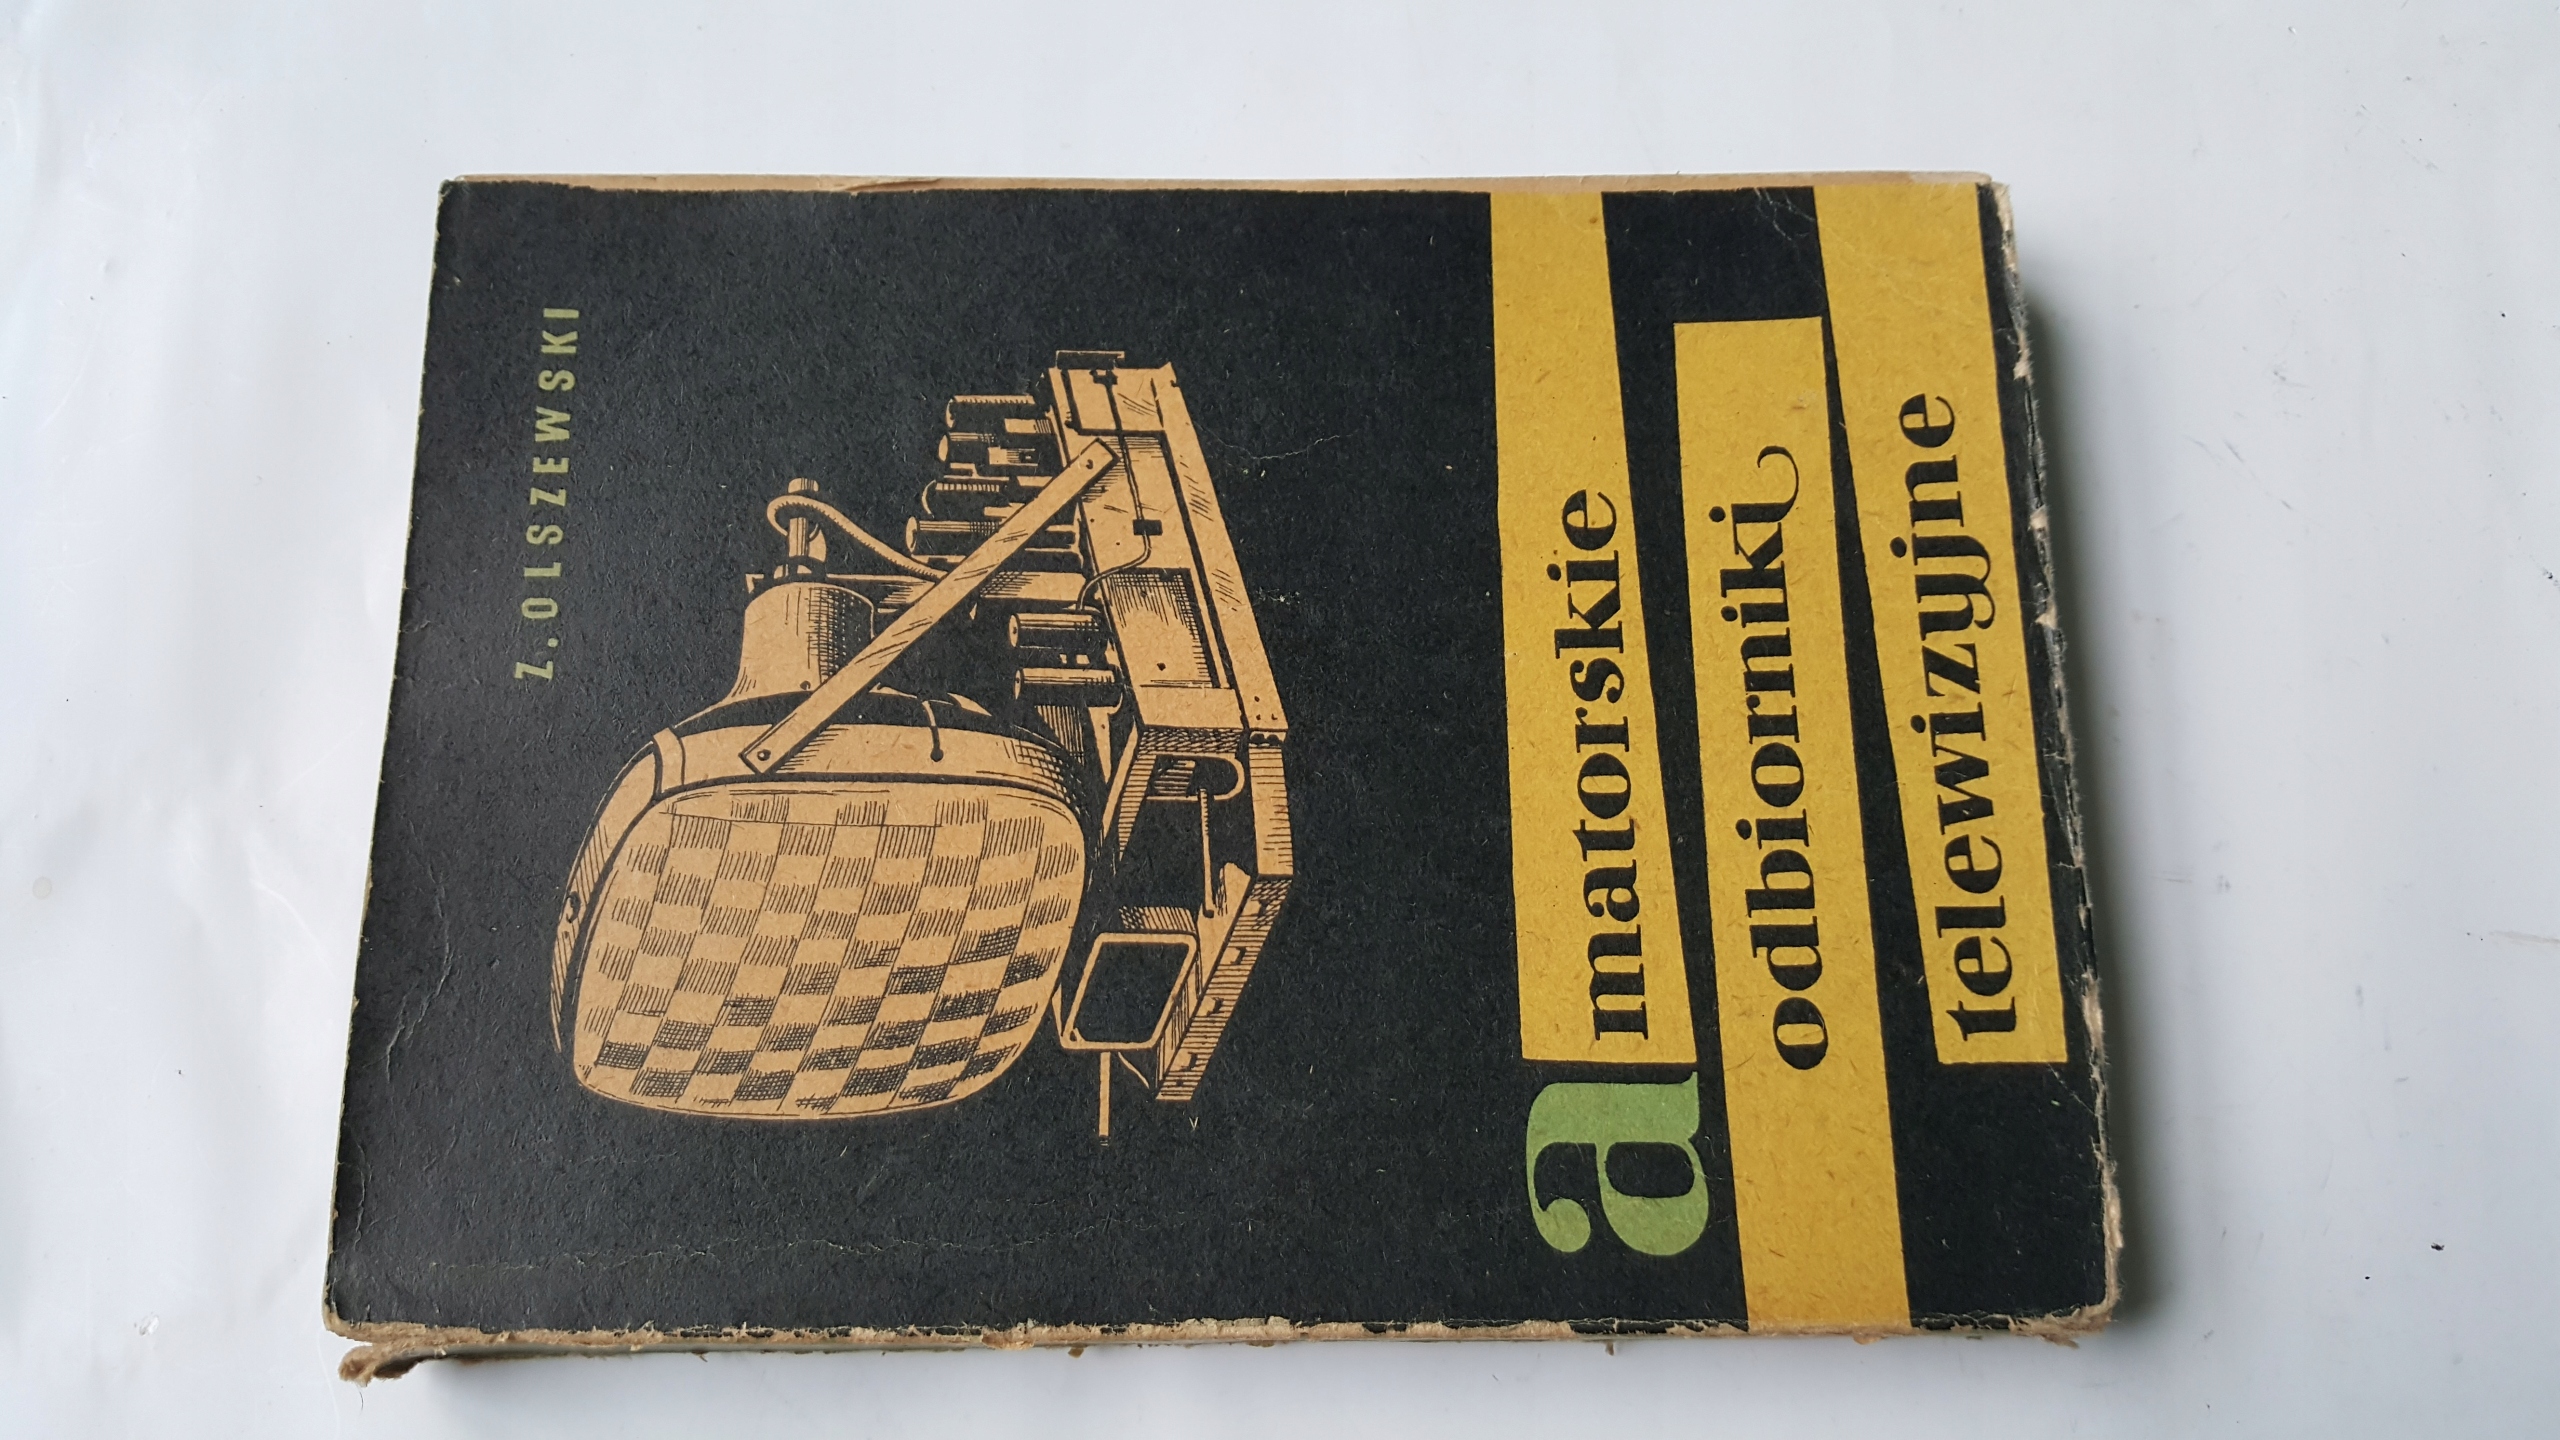 Z. OLSZEWSKI
amatorskie
odbiorniki
telewizyjne